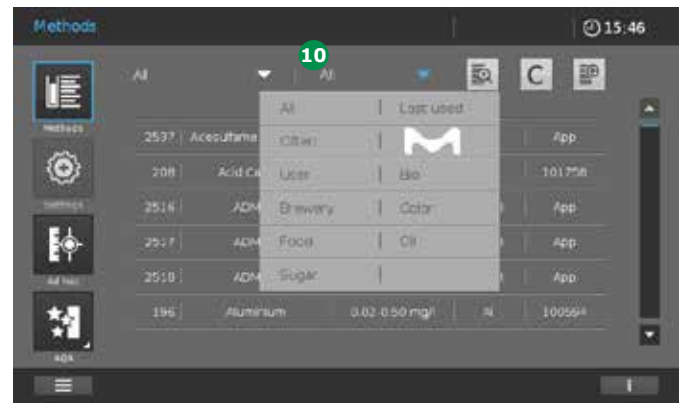 Methods 15:46
10
All All C
All Last used
Methods
2537 Acesulfame Often App
208 Acid Ca User Bio 101758
Settings
2516 ADM Brewery Color App
2517 ADM Food Oil App
2518 ADM Sugar App
196 Aluminium 0.02-0.50 mg/l Al 100594
AQA
i